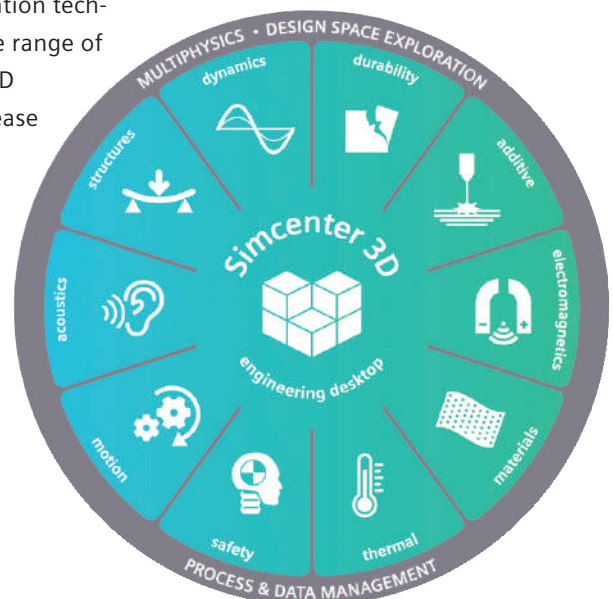 ation tech-
e range of
D
ease
MULTIPHYSICS • DESIGN SPACE EXPLORATION
dynamics
durability
structures
additive
acoustics
Simcenter 3D
engineering desktop
electromagnetics
motion
materials
safety
thermal
PROCESS & DATA MANAGEMENT